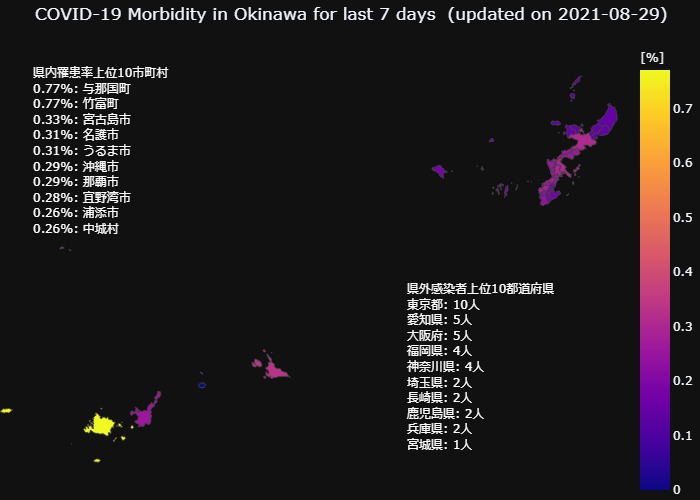 COVID-19 Morbidity in Okinawa for last 7 days (updated on 2021-08-29)
県内罹患率上位10市町村
0.77%: 与那国町
0.77%: 竹富町
0.33%: 宮古島市
0.31%: 名護市
0.31%: うるま市
0.29%: 沖縄市
0.29%: 那覇市
0.28%: 宜野湾市
0.26%: 浦添市
0.26%: 中城村
県外感染者上位10都道府県
東京都: 10人
愛知県: 5人
大阪府: 5人
福岡県: 4人
神奈川県: 4人
埼玉県: 2人
長崎県: 2人
鹿児島県: 2人
兵庫県: 2人
宮城県: 1人
[%]
0.7
0.6
0.5
0.4
0.3
0.2
0.1
0